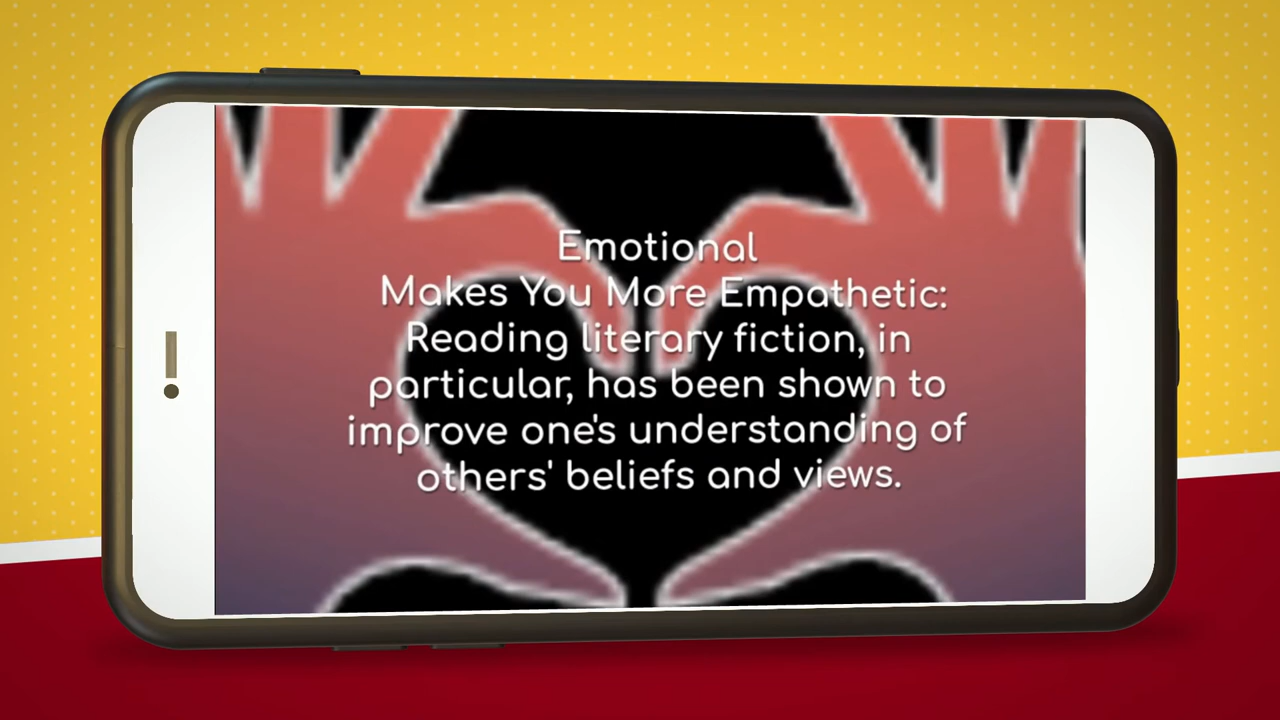 Emotional
Makes You More Empathetic:
Reading literary fiction, in
particular, has been shown to
improve one's understanding of
others' beliefs and views.